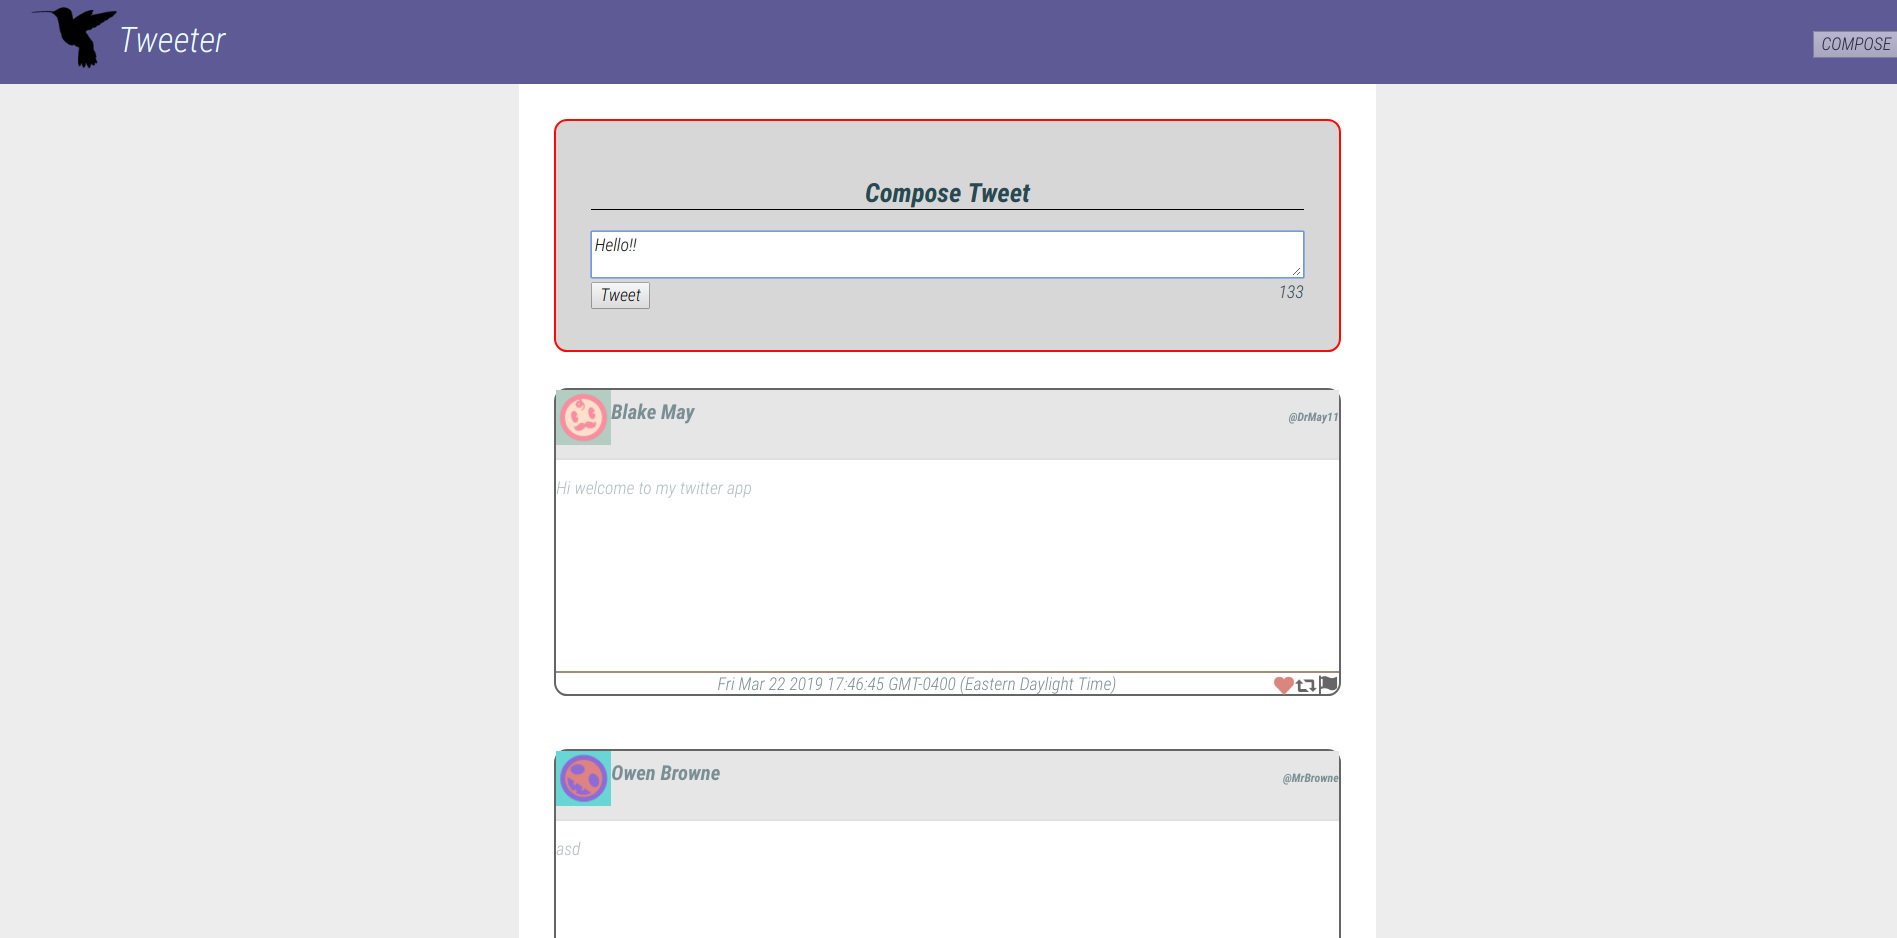 Tweeter
COMPOSE
Compose Tweet
Hello!!
Tweet
133
Blake May
@DrMay11
Hi welcome to my twitter app
Fri Mar 22 2019 17:46:45 GMT-0400 (Eastern Daylight Time)
Owen Browne
@MrBrowne
asd